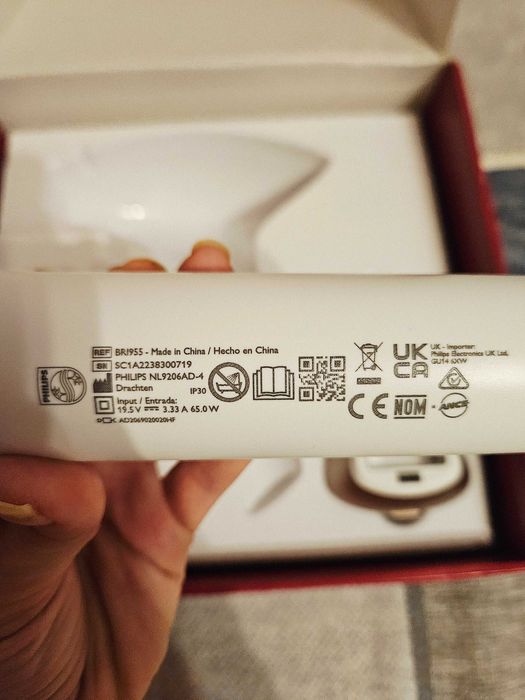 PHILIPS
REF BRI955 - Made in China / Hecho en China
SN SC1A2238300719
PHILIPS NL9206AD-4
Drachten
IP30
Input / Entrada:
19.5V 3.33 A 65.0 W
AD2069020020HF
UK
CA
UK - Importer:
Philips Electronics UK Ltd,
GU14 6XW
CE NOM - ANCE